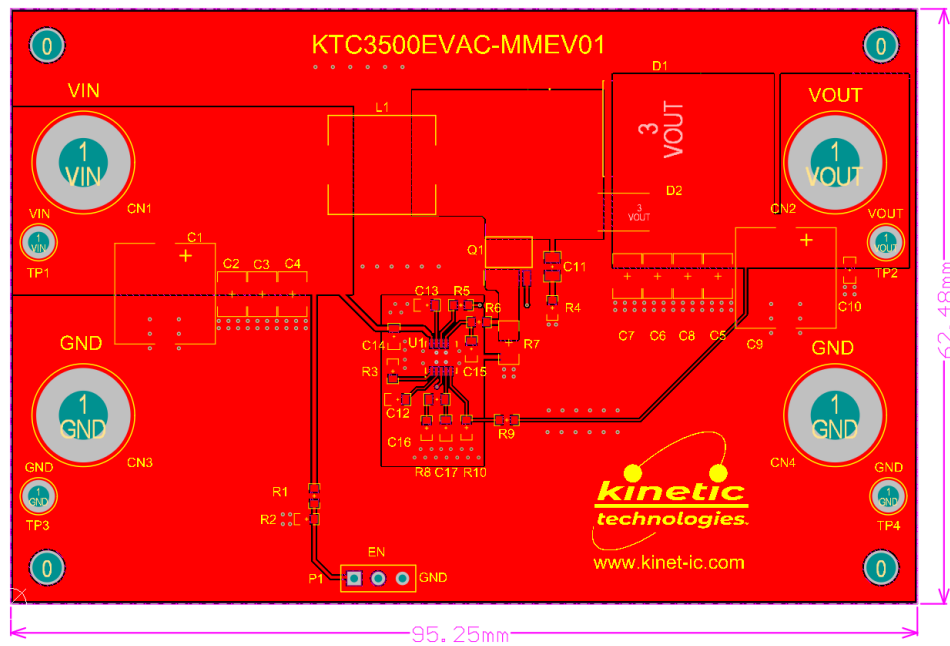 KTC3500EVAC-MMEV01
0
0
D1
VIN
L1
VOUT
3
VOUT
1
VIN
1
VOUT
D2
CN1
CN2
3
VOUT
VIN
VOUT
1
VIN
1
VOUT
C1
Q1
TP1
TP2
C2 C3 C4
C11
C10
C13 R5
R6
R4
C7 C6 C8 C5
C9
C14
U1
R7
C15
R3
GND
GND
C12
1
GND
1
GND
R9
C16
R8 C17 R10
CN3
CN4
GND
GND
1
GND
1
GND
R1
R2
TP3
TP4
kinetic
technologies.
www.kinet-ic.com
EN
P1
GND
0
0
95.25mm
62.48mm